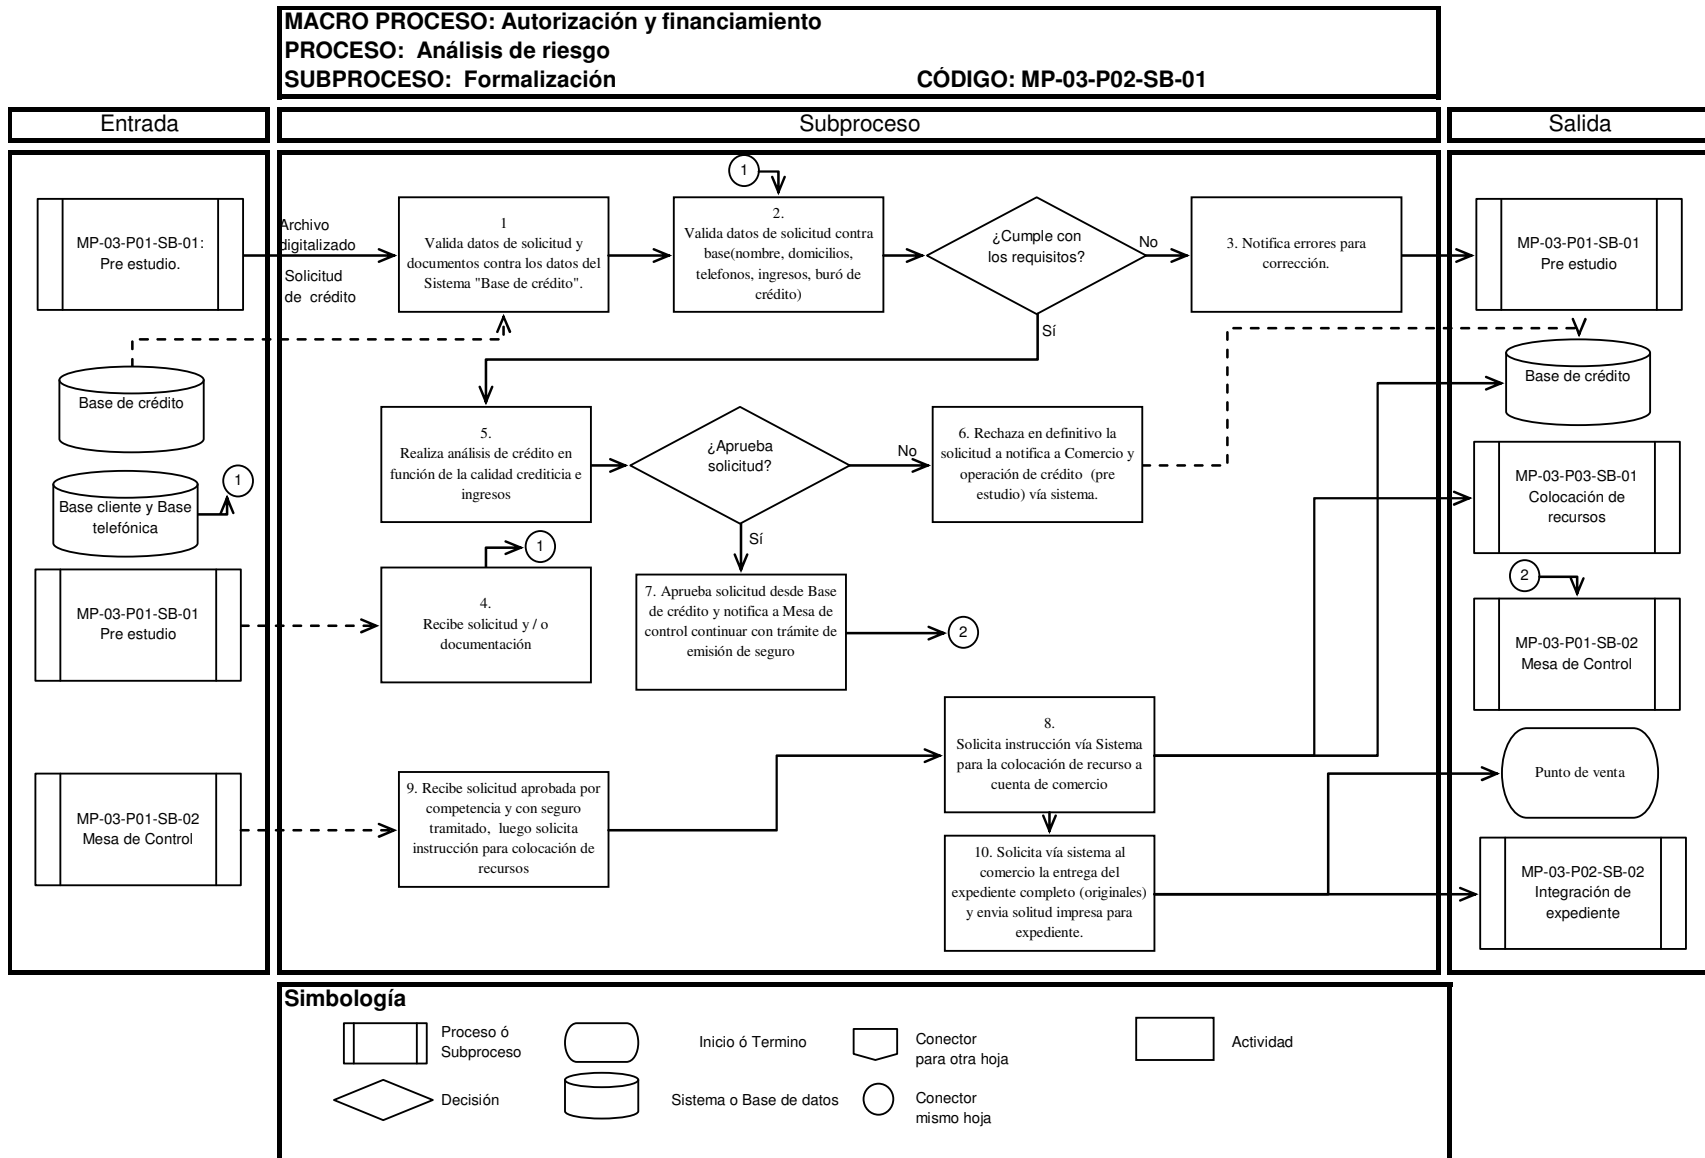 MACRO PROCESO: Autorización y financiamiento
PROCESO: Análisis de riesgo
SUBPROCESO: Formalización CÓDIGO: MP-03-P02-SB-01
Entrada
Subproceso
Salida
MP-03-P01-SB-01:
Pre estudio.
Archivo
digitalizado
Solicitud
de crédito
1
Valida datos de solicitud y
documentos contra los datos del
Sistema "Base de crédito".
1
2.
Valida datos de solicitud contra
base(nombre, domicilios,
telefonos, ingresos, buró de
crédito)
¿Cumple con
los requisitos?
No
Sí
3. Notifica errores para
corrección.
MP-03-P01-SB-01
Pre estudio
Base de crédito
Base de crédito
5.
Realiza análisis de crédito en
función de la calidad crediticia e
ingresos
¿Aprueba
solicitud?
No
Sí
6. Rechaza en definitivo la
solicitud a notifica a Comercio y
operación de crédito (pre
estudio) vía sistema.
MP-03-P03-SB-01
Colocación de
recursos
1
Base cliente y Base
telefónica
1
MP-03-P01-SB-01
Pre estudio
4.
Recibe solicitud y / o
documentación
7. Aprueba solicitud desde Base
de crédito y notifica a Mesa de
control continuar con trámite de
emisión de seguro
2
2
MP-03-P01-SB-02
Mesa de Control
8.
Solicita instrucción vía Sistema
para la colocación de recurso a
cuenta de comercio
Punto de venta
MP-03-P01-SB-02
Mesa de Control
9. Recibe solicitud aprobada por
competencia y con seguro
tramitado, luego solicita
instrucción para colocación de
recursos
10. Solicita vía sistema al
comercio la entrega del
expediente completo (originales)
y envia solitud impresa para
expediente.
MP-03-P02-SB-02
Integración de
expediente
Simbología
Proceso ó
Subproceso
Inicio ó Termino
Conector
para otra hoja
Actividad
Decisión
Sistema o Base de datos
Conector
mismo hoja